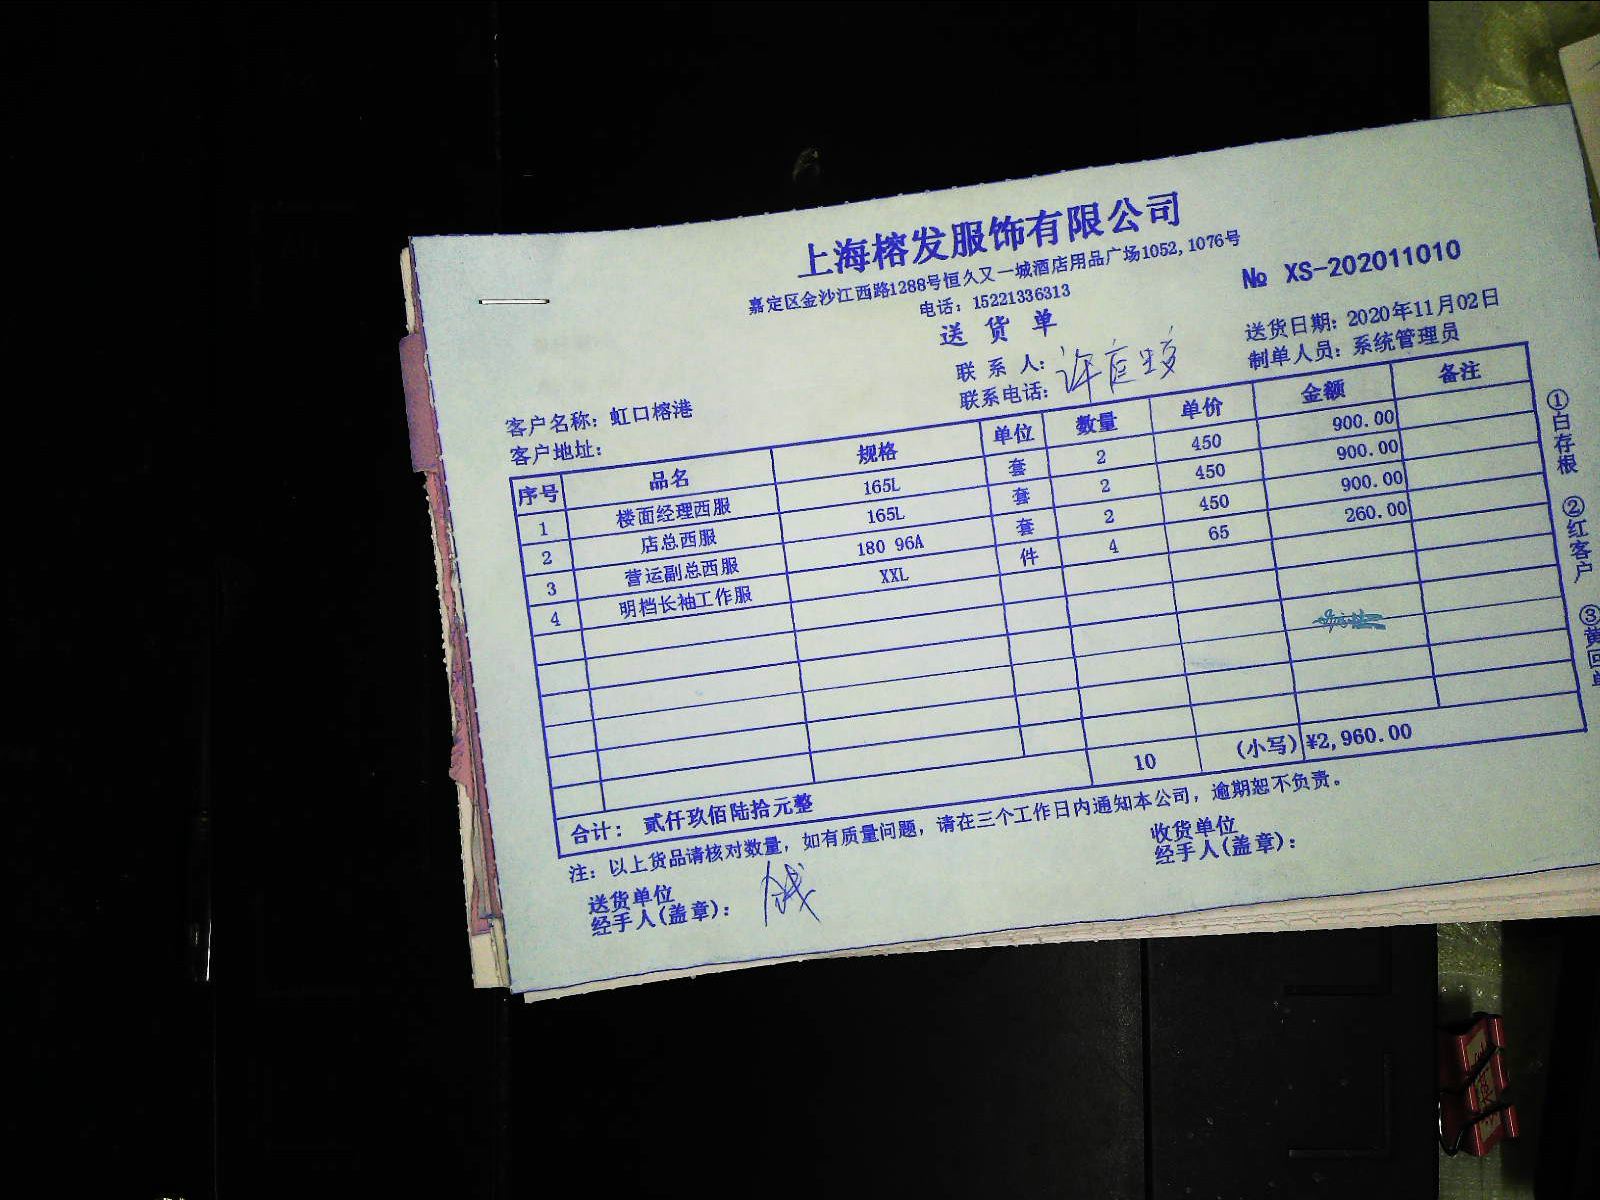 上海榕发服饰有限公司
嘉定区金沙江西路1288号恒久又一城酒店用品广场1052,1076号
电话：15221336313
№ XS-202011010
送货单
送货日期：2020年11月02日
联系人：许庭
制单人员：系统管理员
联系电话：
客户名称：虹口榕港
客户地址：
序号 品名 规格 单位 数量 单价 金额 备注
1 楼面经理西服 165L 套 2 450 900.00
2 店总西服 165L 套 2 450 900.00
3 营运副总西服 180 96A 套 2 450 900.00
4 明档长袖工作服 XXL 件 4 65 260.00
合计：贰仟玖佰陆拾元整 10 (小写) ¥2,960.00
注：以上货品请核对数量，如有质量问题，请在三个工作日内通知本公司，逾期恕不负责。
送货单位
经手人(盖章)：钱
收货单位
经手人(盖章)：
①白存根 ②红客户 ③黄回单